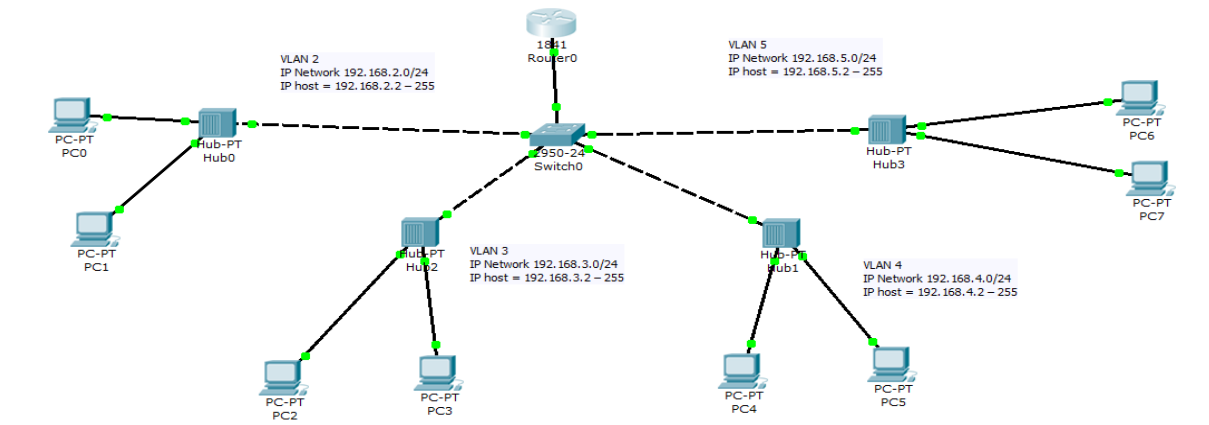 1841
Router0
VLAN 2
IP Network 192.168.2.0/24
IP host = 192.168.2.2 – 255
VLAN 5
IP Network 192.168.5.0/24
IP host = 192.168.5.2 – 255
PC-PT
PC0
Hub-PT
Hub0
2950-24
Switch0
Hub-PT
Hub3
PC-PT
PC6
PC-PT
PC7
PC-PT
PC1
Hub-PT
Hub2
VLAN 3
IP Network 192.168.3.0/24
IP host = 192.168.3.2 – 255
Hub-PT
Hub1
VLAN 4
IP Network 192.168.4.0/24
IP host = 192.168.4.2 – 255
PC-PT
PC2
PC-PT
PC3
PC-PT
PC4
PC-PT
PC5